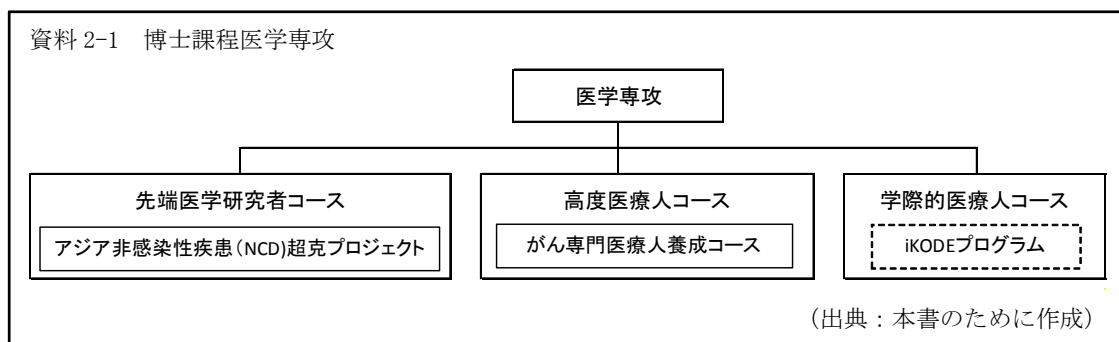 資料 2-1　博士課程医学専攻
医学専攻
先端医学研究者コース
アジア非感染性疾患(NCD)超克プロジェクト
高度医療人コース
がん専門医療人養成コース
学際的医療人コース
iKODEプログラム
（出典：本書のために作成）